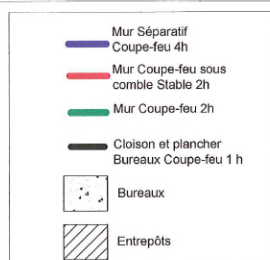 Mur Séparatif
Coupe-feu 4h
Mur Coupe-feu sous
comble Stable 2h
Mur Coupe-feu 2h
Cloison et plancher
Bureaux Coupe-feu 1 h
Bureaux
Entrepôts